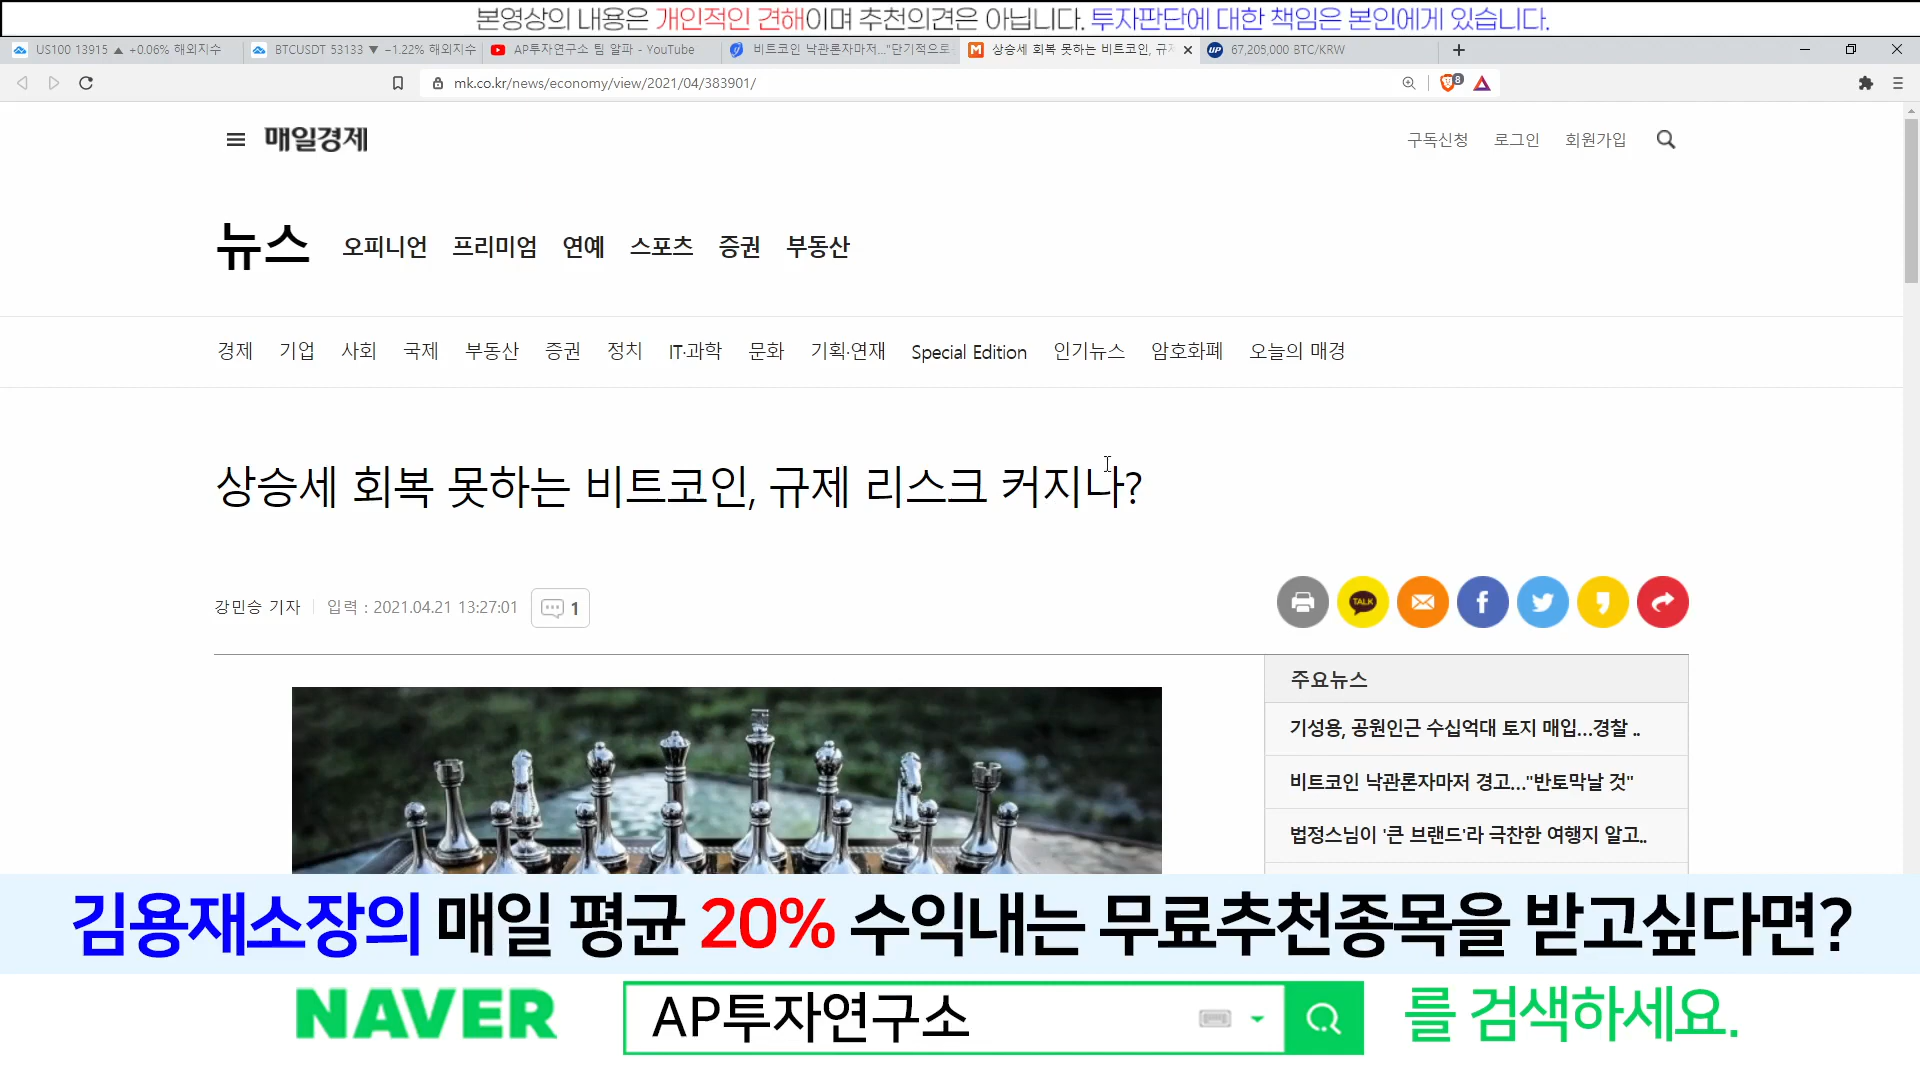 본영상의 내용은 개인적인 견해이며 추천의견은 아닙니다. 투자판단에 대한 책임은 본인에게 있습니다.
US100 13915 ▲ +0.06% 해외지수
BTCUSDT 53133 ▼ −1.22% 해외지수
AP투자연구소 팀 알파 - YouTube
비트코인 낙관론자마저..."단기적으로
상승세 회복 못하는 비트코인, 규제
67,205,000 BTC/KRW
mk.co.kr/news/economy/view/2021/04/383901/
8
매일경제
구독신청 로그인 회원가입
뉴스 오피니언 프리미엄 연예 스포츠 증권 부동산
경제 기업 사회 국제 부동산 증권 정치 IT·과학 문화 기획·연재 Special Edition 인기뉴스 암호화폐 오늘의 매경
상승세 회복 못하는 비트코인, 규제 리스크 커지나?
강민승 기자 입력 : 2021.04.21 13:27:01 1
TALK
주요뉴스
기성용, 공원인근 수십억대 토지 매입…경찰 ..
비트코인 낙관론자마저 경고…"반토막날 것"
법정스님이 '큰 브랜드'라 극찬한 여행지 알고..
김용재소장의 매일 평균 20% 수익내는 무료추천종목을 받고싶다면?
NAVER AP투자연구소 를 검색하세요.